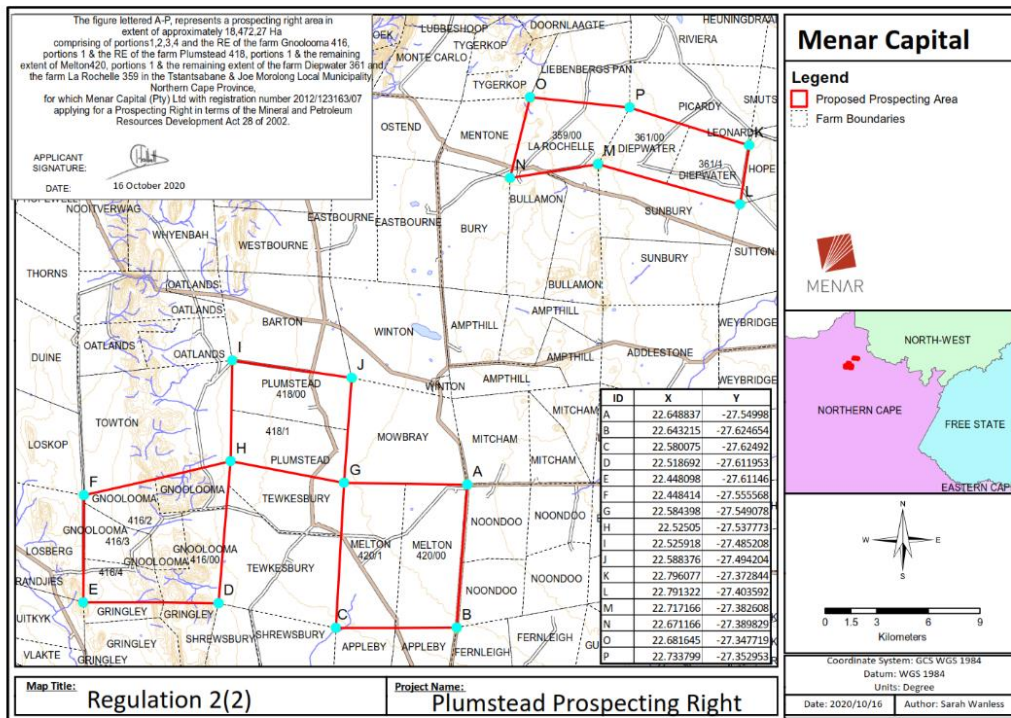 The figure lettered A-P, represents a prospecting right area in
extent of approximately 18,472,27 Ha
comprising of portions1,2,3,4 and the RE of the farm Gnoolooma 416,
portions 1 & the RE of the farm Plumstead 418, portions 1 & the remaining
extent of Melton420, portions 1 & the remaining extent of the farm Diepwater 361 and
the farm La Rochelle 359 in the Tstantsabane & Joe Morolong Local Municipality
Northern Cape Province,
for which Menar Capital (Pty) Ltd with registration number 2012/123163/07
applying for a Prospecting Right in terms of the Mineral and Petroleum
Resources Development Act 28 of 2002.
APPLICANT
SIGNATURE:
DATE: 16 October 2020
LUBBESHOOP
DOORNLAAGTE
HEUNINGDRAAI
OEK
TYGERKOP
RIVIERA
MONTE CARLO
LIEBENBERGS PAN
TYGERKOP
O
P
PICARDY
SMUTS
OSTEND
MENTONE
359/00
LA ROCHELLE
361/00
DIEPWATER
LEONARD
K
M
N
361/1
DIEPWATER
HOPE
BULLAMON
L
SUNBURY
NOOITVERWAG
EASTBOURNE
EASTBOURNE
BURY
WHYENBAH
WESTBOURNE
SUTTON
SUNBURY
THORNS
OATLANDS
BULLAMON
OATLANDS
BARTON
WINTON
AMPTHILL
AMPTHILL
WEYBRIDGE
DUINE
OATLANDS
OATLANDS
I
AMPTHILL
ADDLESTONE
J
PLUMSTEAD
418/00
WINTON
AMPTHILL
WEYBRIDGE
TOWTON
418/1
MITCHAM
LOSKOP
MOWBRAY
MITCHAM
H
PLUMSTEAD
MITCHAM
F
GNOOLOOMA
GNOOLOOMA
TEWKESBURY
G
A
416/2
GNOOLOOMA
416/3
NOONDOO
NOONDOO
LOSBERG
GNOOLOOMA
GNOOLOOMA
416/00
MELTON
420/1
MELTON
420/00
416/4
TEWKESBURY
RANDJIES
NOONDOO
E
D
NOONDOO
GRINGLEY
GRINGLEY
C
B
UITKYK
SHREWSBURY
SHREWSBURY
APPLEBY
APPLEBY
FERNLEIGH
FERNLEIGH
VLAKTE
GRINGLEY
GRINGLEY
ID X Y
A 22.648837 -27.54998
B 22.643215 -27.624654
C 22.580075 -27.62492
D 22.518692 -27.611953
E 22.448098 -27.61146
F 22.448414 -27.555568
G 22.584398 -27.549078
H 22.52505 -27.537773
I 22.525918 -27.485208
J 22.588376 -27.494204
K 22.796077 -27.372844
L 22.791322 -27.403592
M 22.717166 -27.382608
N 22.671166 -27.389829
O 22.681645 -27.347719
P 22.733799 -27.352953
Menar Capital
Legend
Proposed Prospecting Area
Farm Boundaries
MENAR
NORTH-WEST
NORTHERN CAPE
FREE STATE
EASTERN CAPE
N
W E
S
0 1.5 3 6 9
Kilometers
Coordinate System: GCS WGS 1984
Datum: WGS 1984
Units: Degree
Date: 2020/10/16 Author: Sarah Wanless
Map Title: Regulation 2(2)
Project Name: Plumstead Prospecting Right